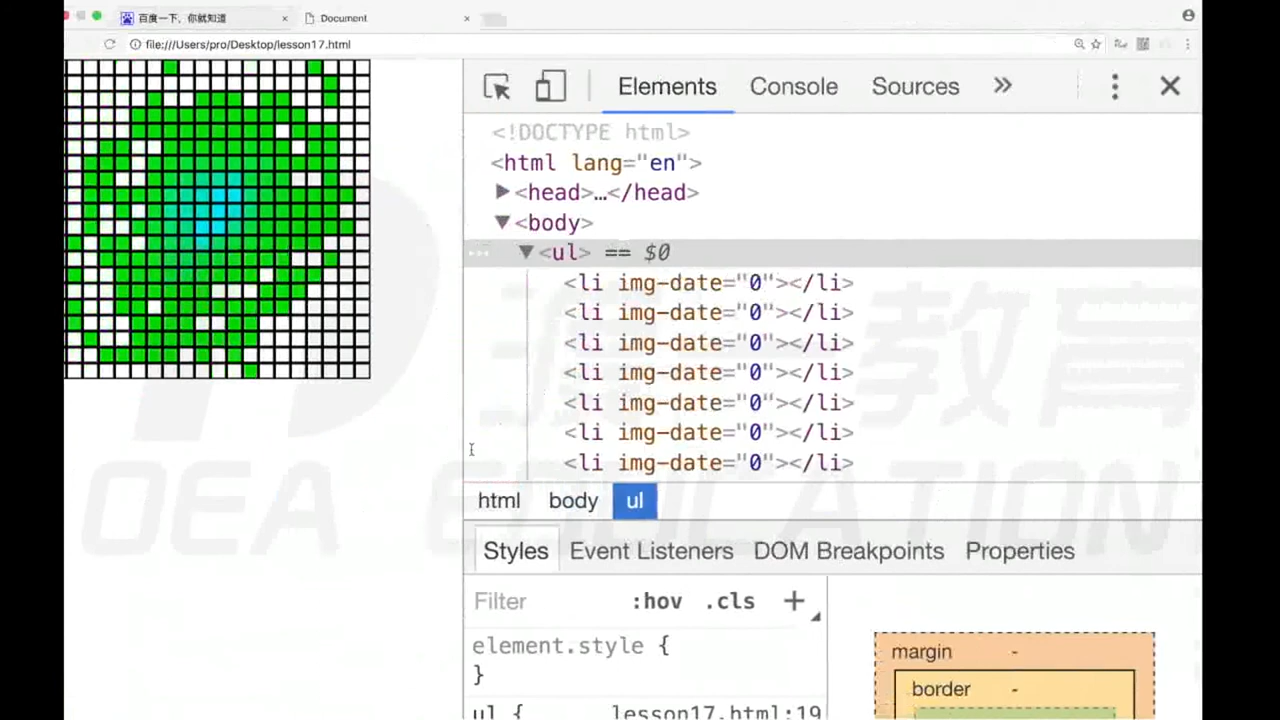 百度一下，你就知道 × Document ×
file:///Users/pro/Desktop/lesson17.html
Elements Console Sources »
<!DOCTYPE html>
<html lang="en">
▶<head>…</head>
▼<body>
▼<ul> == $0
<li img-date="0"></li>
<li img-date="0"></li>
<li img-date="0"></li>
<li img-date="0"></li>
<li img-date="0"></li>
<li img-date="0"></li>
<li img-date="0"></li>
html body ul
Styles Event Listeners DOM Breakpoints Properties
Filter :hov .cls +
element.style {
margin -
}
border -
ul { lesson17.html:19
教育
EDUCATION